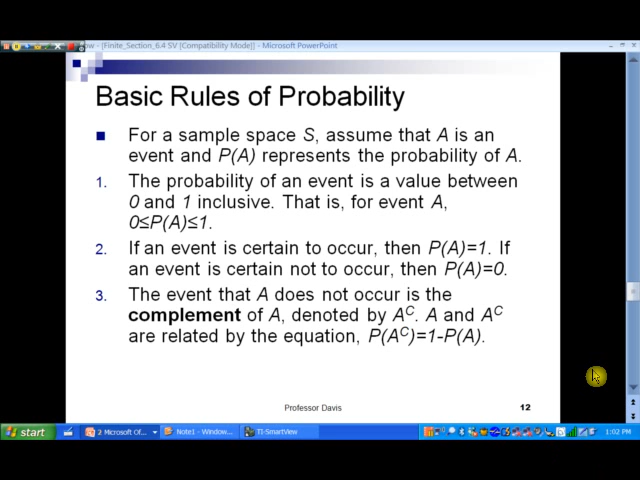 [Finite_Section_6.4 SV [Compatibility Mode]] - Microsoft PowerPoint
Basic Rules of Probability
For a sample space S, assume that A is an
event and P(A) represents the probability of A.
1. The probability of an event is a value between
0 and 1 inclusive. That is, for event A,
0≤P(A)≤1.
2. If an event is certain to occur, then P(A)=1. If
an event is certain not to occur, then P(A)=0.
3. The event that A does not occur is the
complement of A, denoted by Aᶜ. A and Aᶜ
are related by the equation, P(Aᶜ)=1-P(A).
Professor Davis 12
start 2 Microsoft Of... Note1 - Window... TI-SmartView 1:02 PM